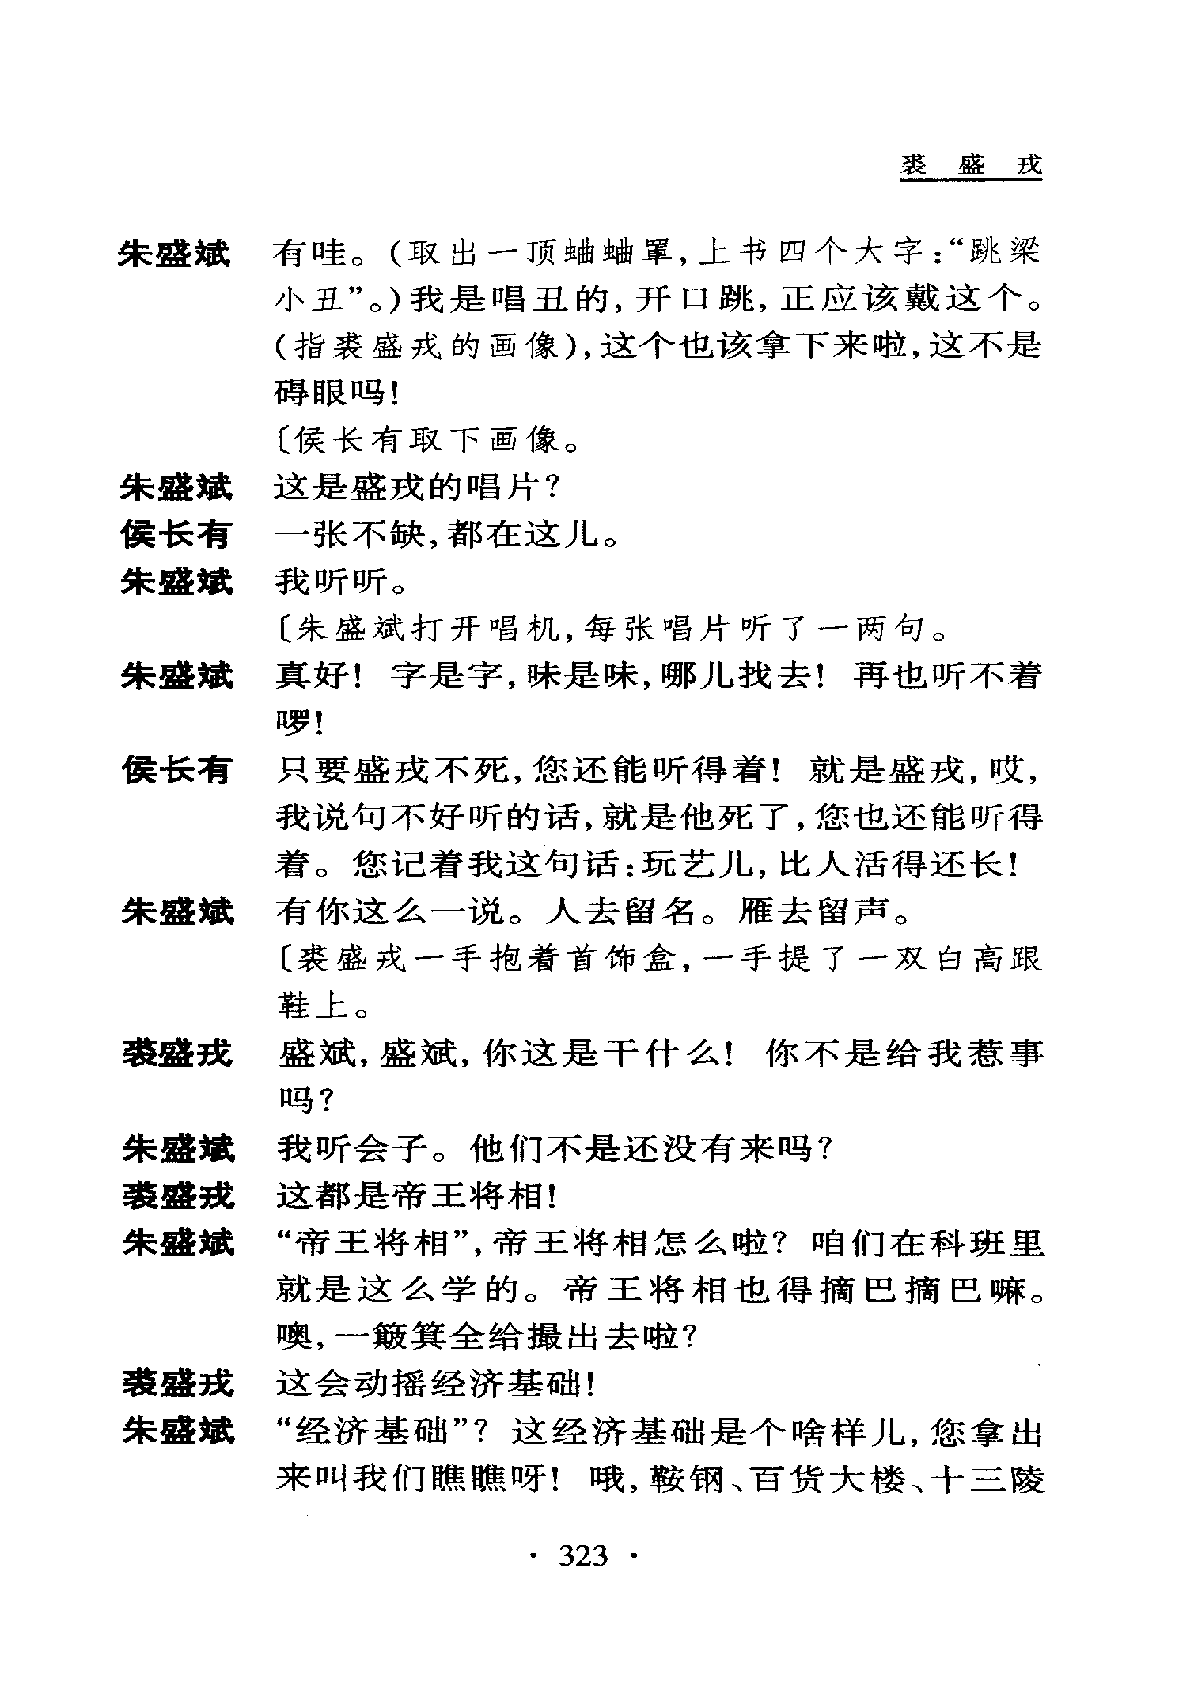 裘 盛 戎
朱盛斌 有哇。(取出一顶蛐蛐罩,上书四个大字:“跳梁
小丑”。)我是唱丑的,开口跳,正应该戴这个。
(指裘盛戎的画像),这个也该拿下来啦,这不是
碍眼吗!
〔侯长有取下画像。
朱盛斌 这是盛戎的唱片?
侯长有 一张不缺,都在这儿。
朱盛斌 我听听。
〔朱盛斌打开唱机,每张唱片听了一两句。
朱盛斌 真好! 字是字,味是味,哪儿找去! 再也听不着
啰!
侯长有 只要盛戎不死,您还能听得着! 就是盛戎,哎,
我说句不好听的话,就是他死了,您也还能听得
着。您记着我这句话:玩艺儿,比人活得还长!
朱盛斌 有你这么一说。人去留名。雁去留声。
〔裘盛戎一手抱着首饰盒,一手提了一双白高跟
鞋上。
裘盛戎 盛斌,盛斌,你这是干什么! 你不是给我惹事
吗?
朱盛斌 我听会子。他们不是还没有来吗?
裘盛戎 这都是帝王将相!
朱盛斌 “帝王将相”,帝王将相怎么啦? 咱们在科班里
就是这么学的。帝王将相也得摘巴摘巴嘛。
噢,一簸箕全给撮出去啦?
裘盛戎 这会动摇经济基础!
朱盛斌 “经济基础”? 这经济基础是个啥样儿,您拿出
来叫我们瞧瞧呀! 哦,鞍钢、百货大楼、十三陵
· 323 ·